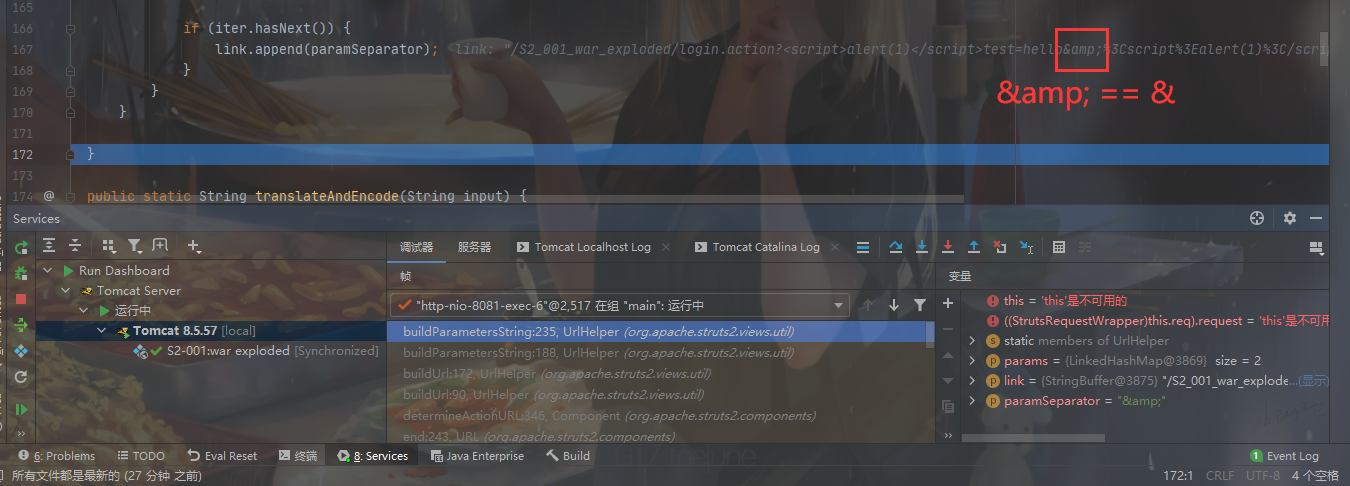 165
166 if (iter.hasNext()) {
167 link.append(paramSeparator); link: "/S2_001_war_exploded/login.action?<script>alert(1)</script>test=hello&amp;%3Cscript%3Ealert(1)%3C/scri
168 }
169 }
170 }
&amp; == &
171
172 }
173
174 @ public static String translateAndEncode(String input) {
Services
调试器 服务器 Tomcat Localhost Log Tomcat Catalina Log
Run Dashboard
Tomcat Server
运行中
Tomcat 8.5.57 [local]
S2-001:war exploded [Synchronized]
帧
"http-nio-8081-exec-6"@2,517 在组 "main": 运行中
buildParametersString:235, UrlHelper (org.apache.struts2.views.util)
buildParametersString:188, UrlHelper (org.apache.struts2.views.util)
buildUrl:172, UrlHelper (org.apache.struts2.views.util)
buildUrl:90, UrlHelper (org.apache.struts2.views.util)
determineActionURL:346, Component (org.apache.struts2.components)
end:243, URL (org.apache.struts2.components)
变量
this = 'this'是不可用的
((StrutsRequestWrapper)this.req).request = 'this'是不可用
static members of UrlHelper
params = {LinkedHashMap@3869} size = 2
link = {StringBuffer@3875} "/S2_001_war_explode...(显示)
paramSeparator = "&amp;"
6: Problems TODO Eval Reset 终端 8: Services Java Enterprise Build 1 Event Log
所有文件都是最新的 (27 分钟 之前) 172:1 CRLF UTF-8 4 个空格